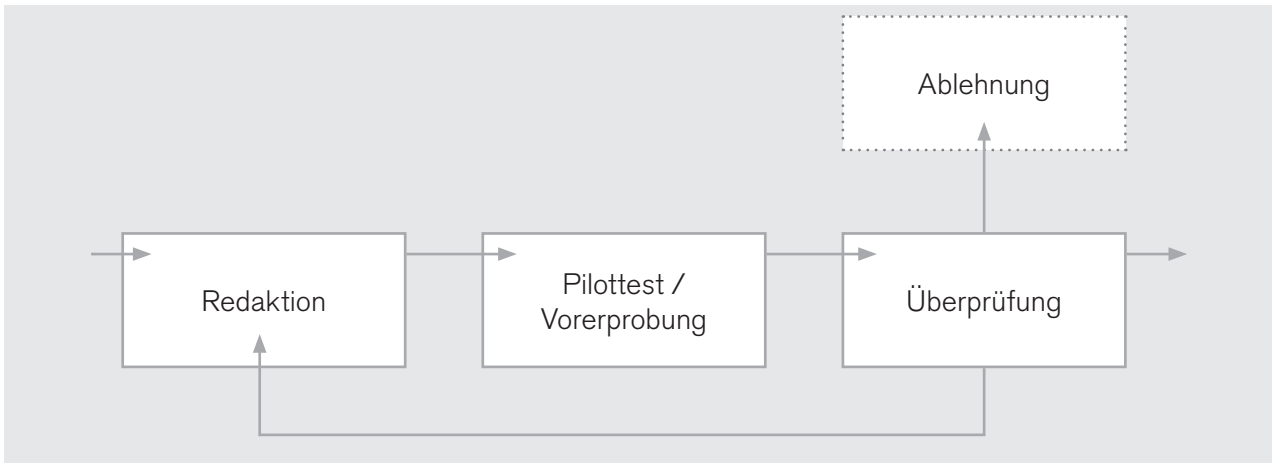 Ablehnung
Redaktion
Pilottest /
Vorerprobung
Überprüfung